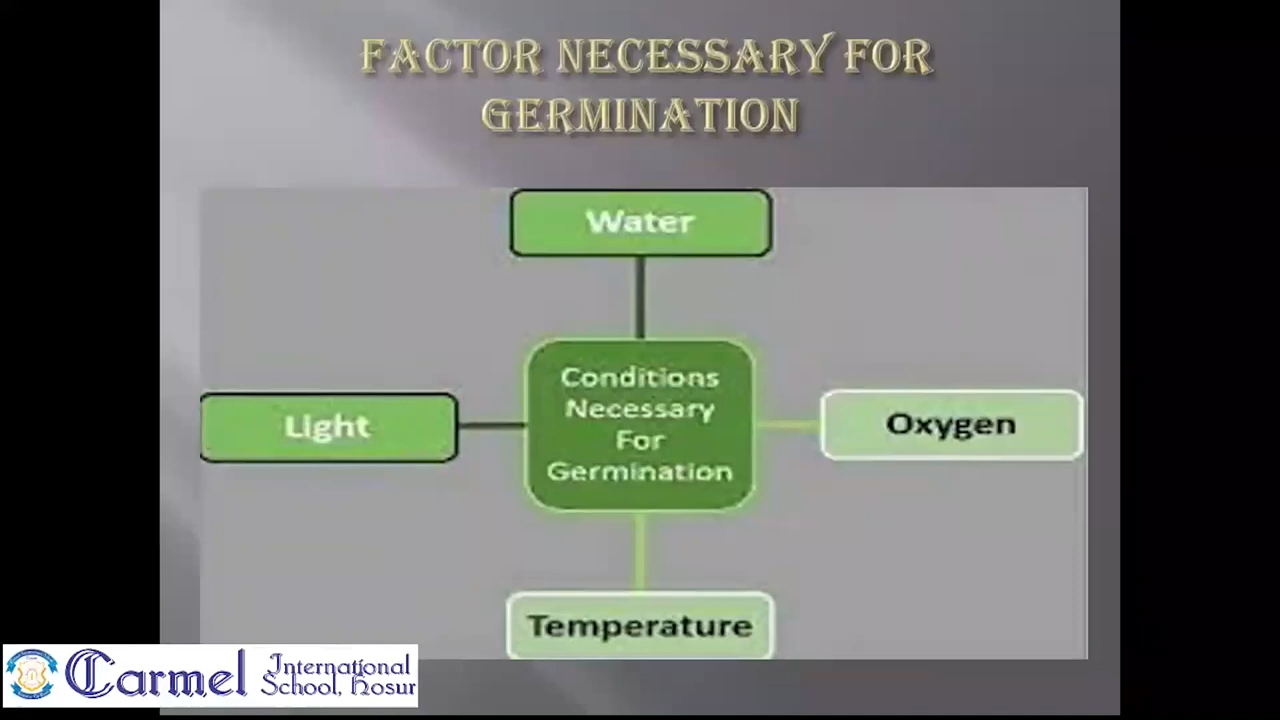 FACTOR NECESSARY FOR
GERMINATION
Water
Light
Conditions
Necessary
For
Germination
Oxygen
Temperature
Carmel
International
School, Hosur